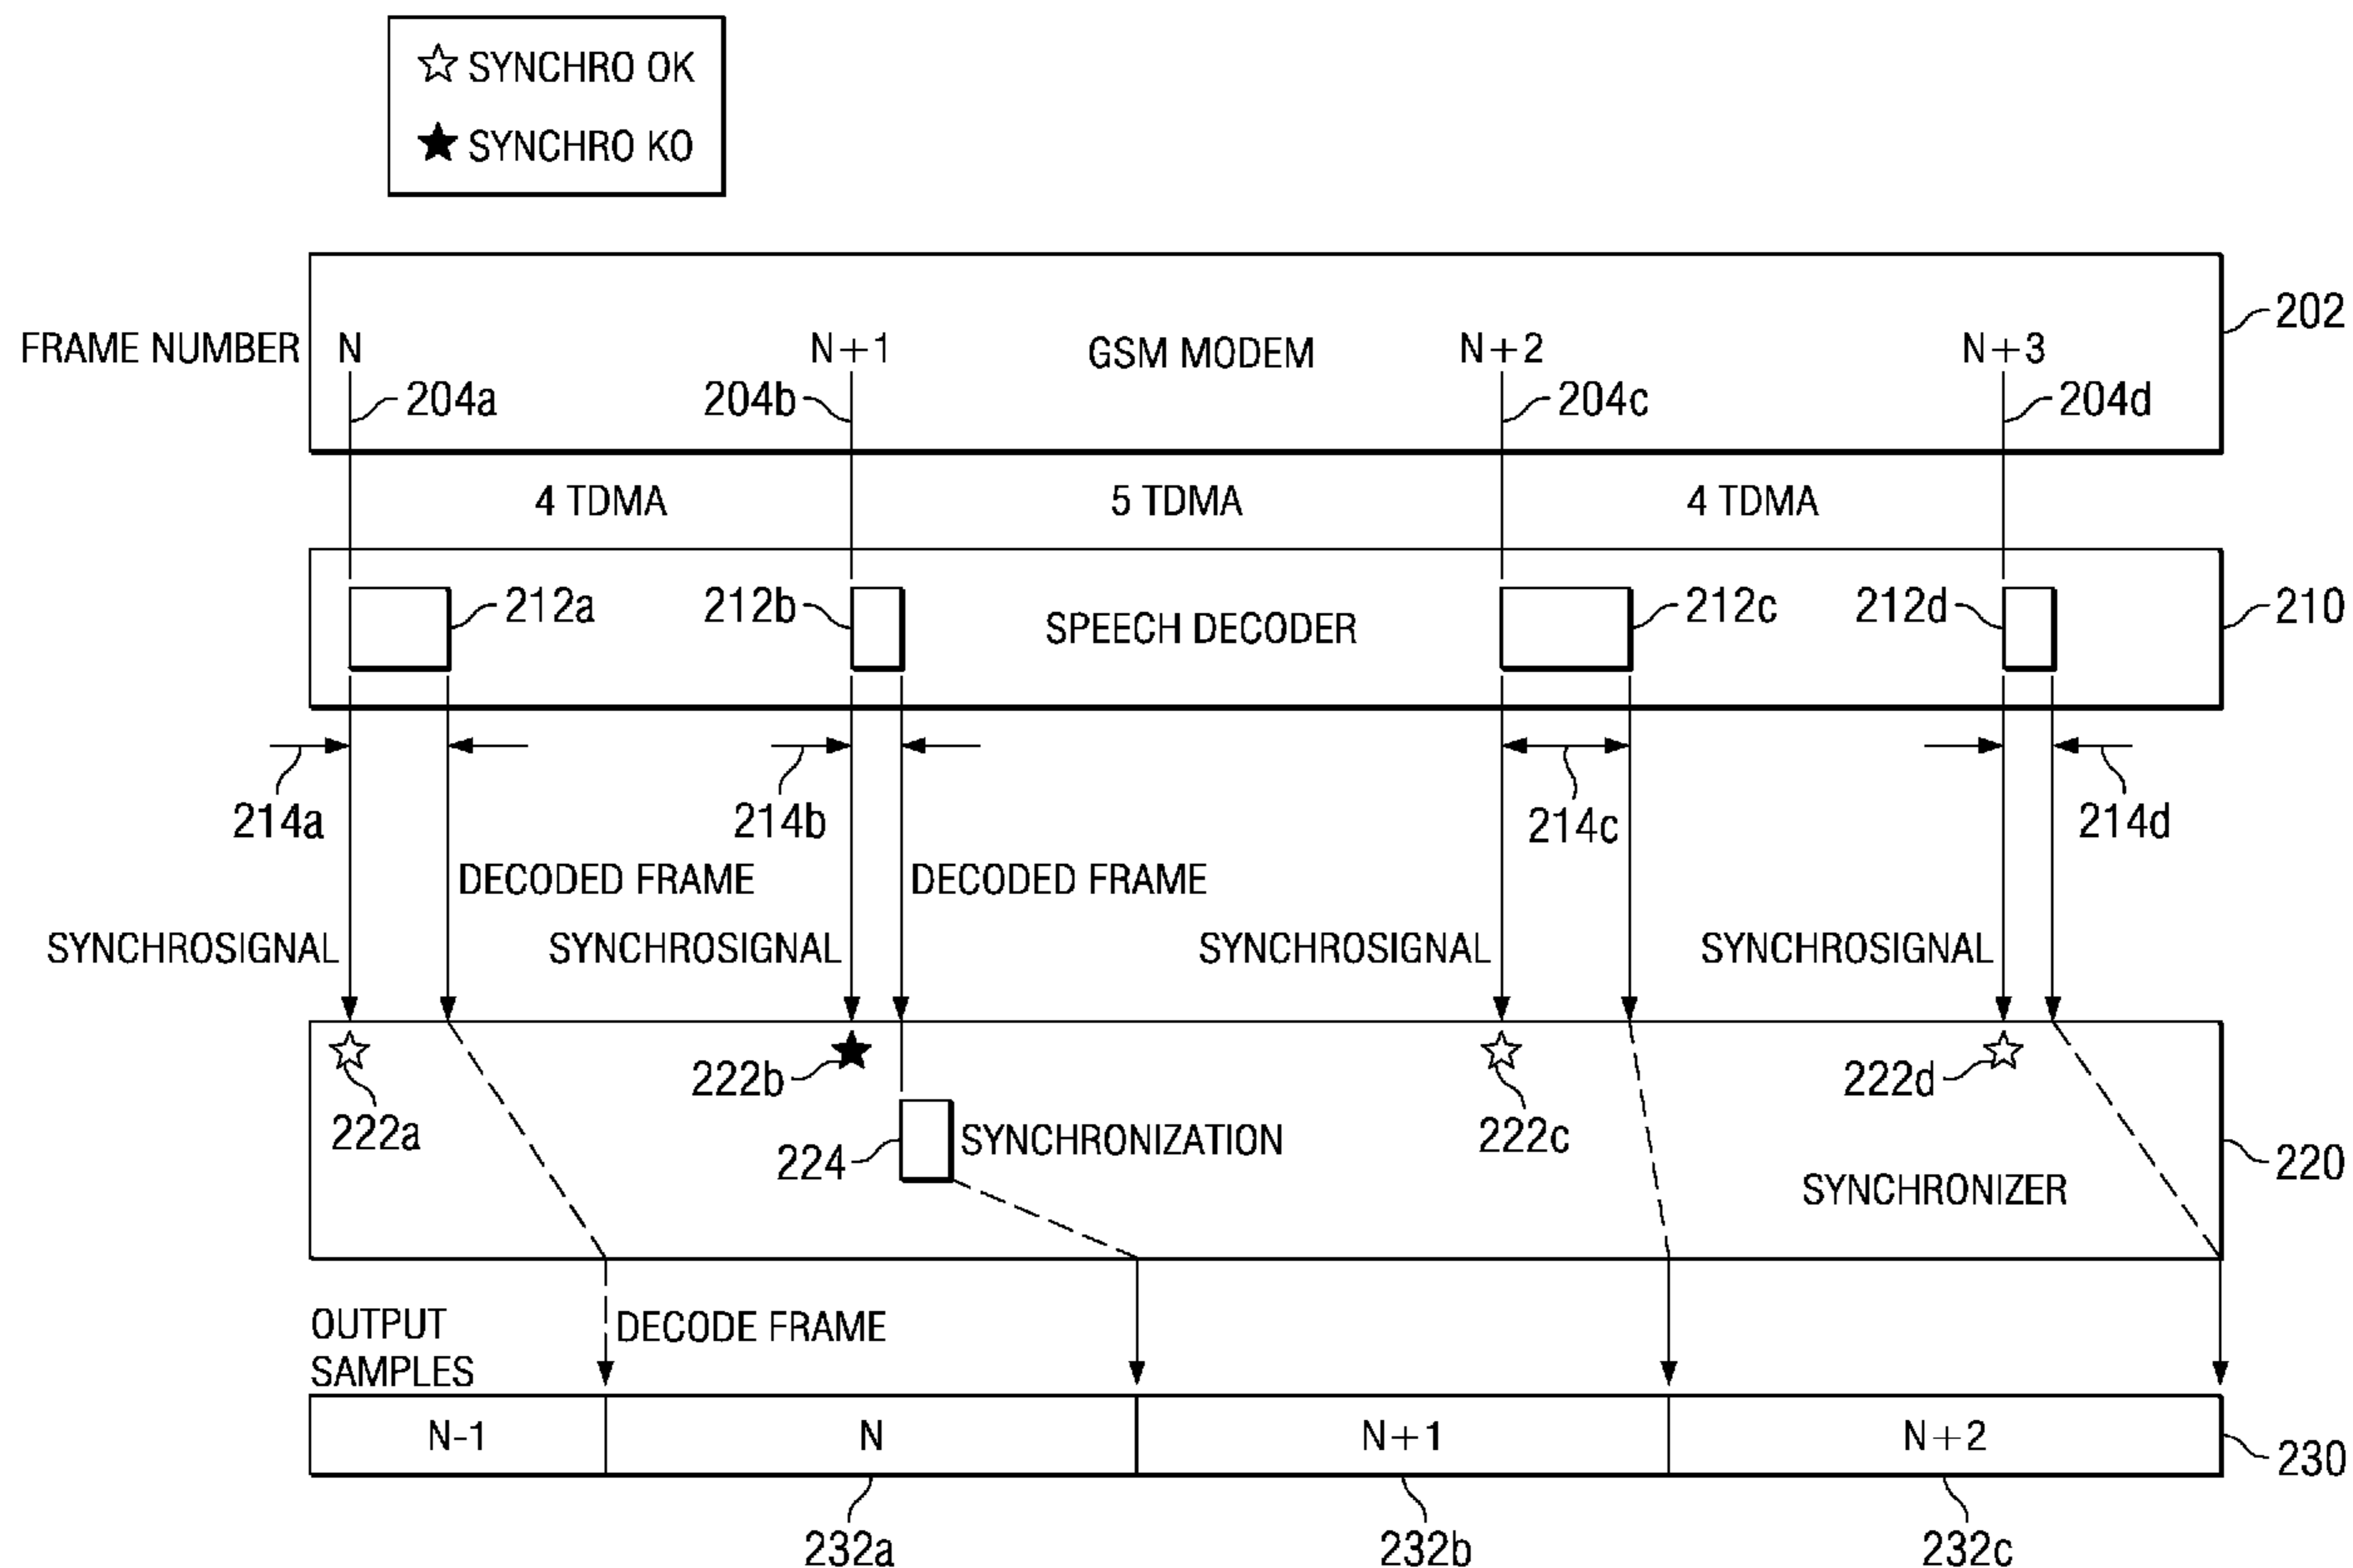 ☆ SYNCHRO OK
★ SYNCHRO KO
202
FRAME NUMBER N N+1 GSM MODEM N+2 N+3
204a 204b 204c 204d
4 TDMA 5 TDMA 4 TDMA
212a 212b SPEECH DECODER 212c 212d 210
214a 214b 214c 214d
DECODED FRAME DECODED FRAME
SYNCHROSIGNAL SYNCHROSIGNAL SYNCHROSIGNAL SYNCHROSIGNAL
222b 222d
222a 224 SYNCHRONIZATION 222c 220
SYNCHRONIZER
OUTPUT
SAMPLES
DECODE FRAME
N-1 N N+1 N+2 230
232a 232b 232c